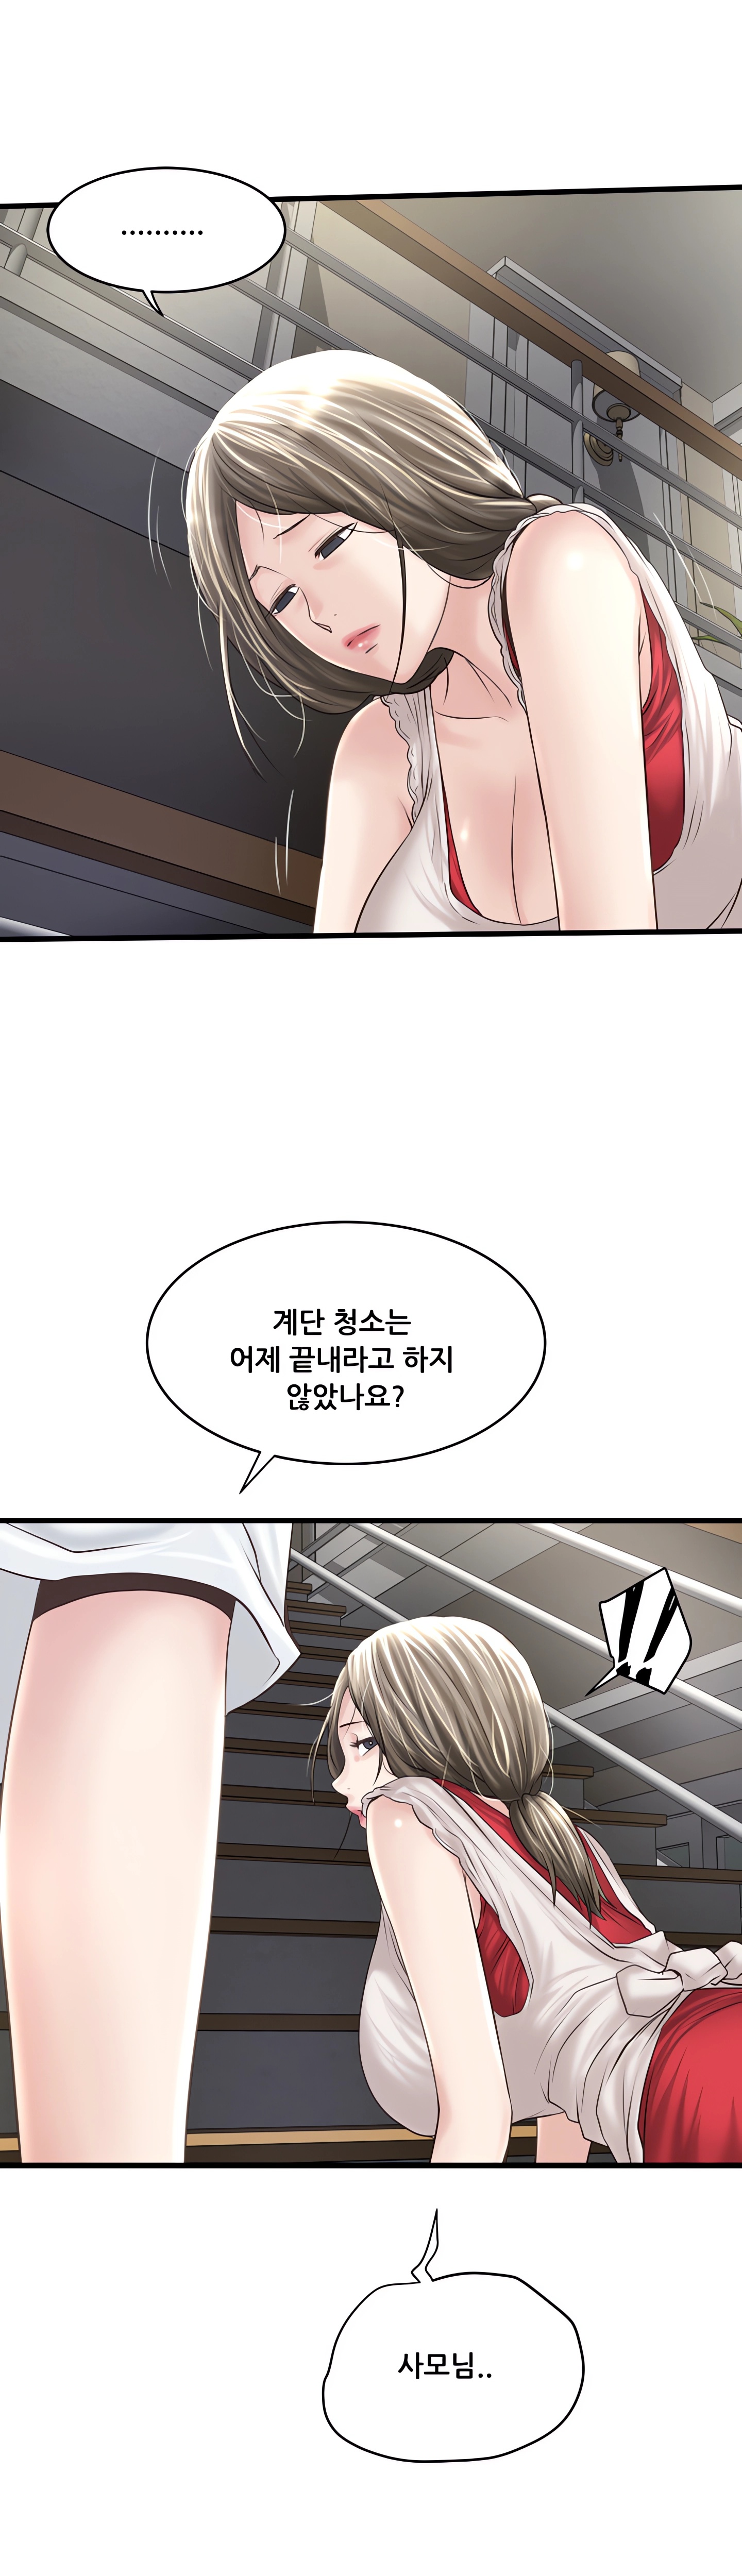 ..........
계단 청소는
어제 끝내라고 하지
않았나요?
!!
사모님..